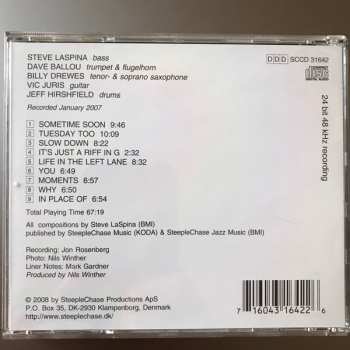 STEVE LASPINA bass
DAVE BALLOU trumpet & flugelhorn
BILLY DREWES tenor- & soprano saxophone
VIC JURIS guitar
JEFF HIRSHFIELD drums
Recorded January 2007
DDD SCCD 31642
COMPACT disc DIGITAL AUDIO
24 bit 48 kHz recording
1 SOMETIME SOON 9:46
2 TUESDAY TOO 10:09
3 SLOW DOWN 8:22
4 IT'S JUST A RIFF IN G 2:32
5 LIFE IN THE LEFT LANE 8:32
6 YOU 6:49
7 MOMENTS 6:57
8 WHY 6:50
9 IN PLACE OF 6:54
Total Playing Time 67:19
All compositions by Steve LaSpina (BMI)
published by SteepleChase Music (KODA) & SteepleChase Jazz Music (BMI)
Recording: Jon Rosenberg
Photo: Nils Winther
Liner Notes: Mark Gardner
Produced by Nils Winther
© 2008 by SteepleChase Productions ApS
P.O. Box 35, DK-2930 Klampenborg, Denmark
http://www.steeplechase.dk/
7 16043 16422 6